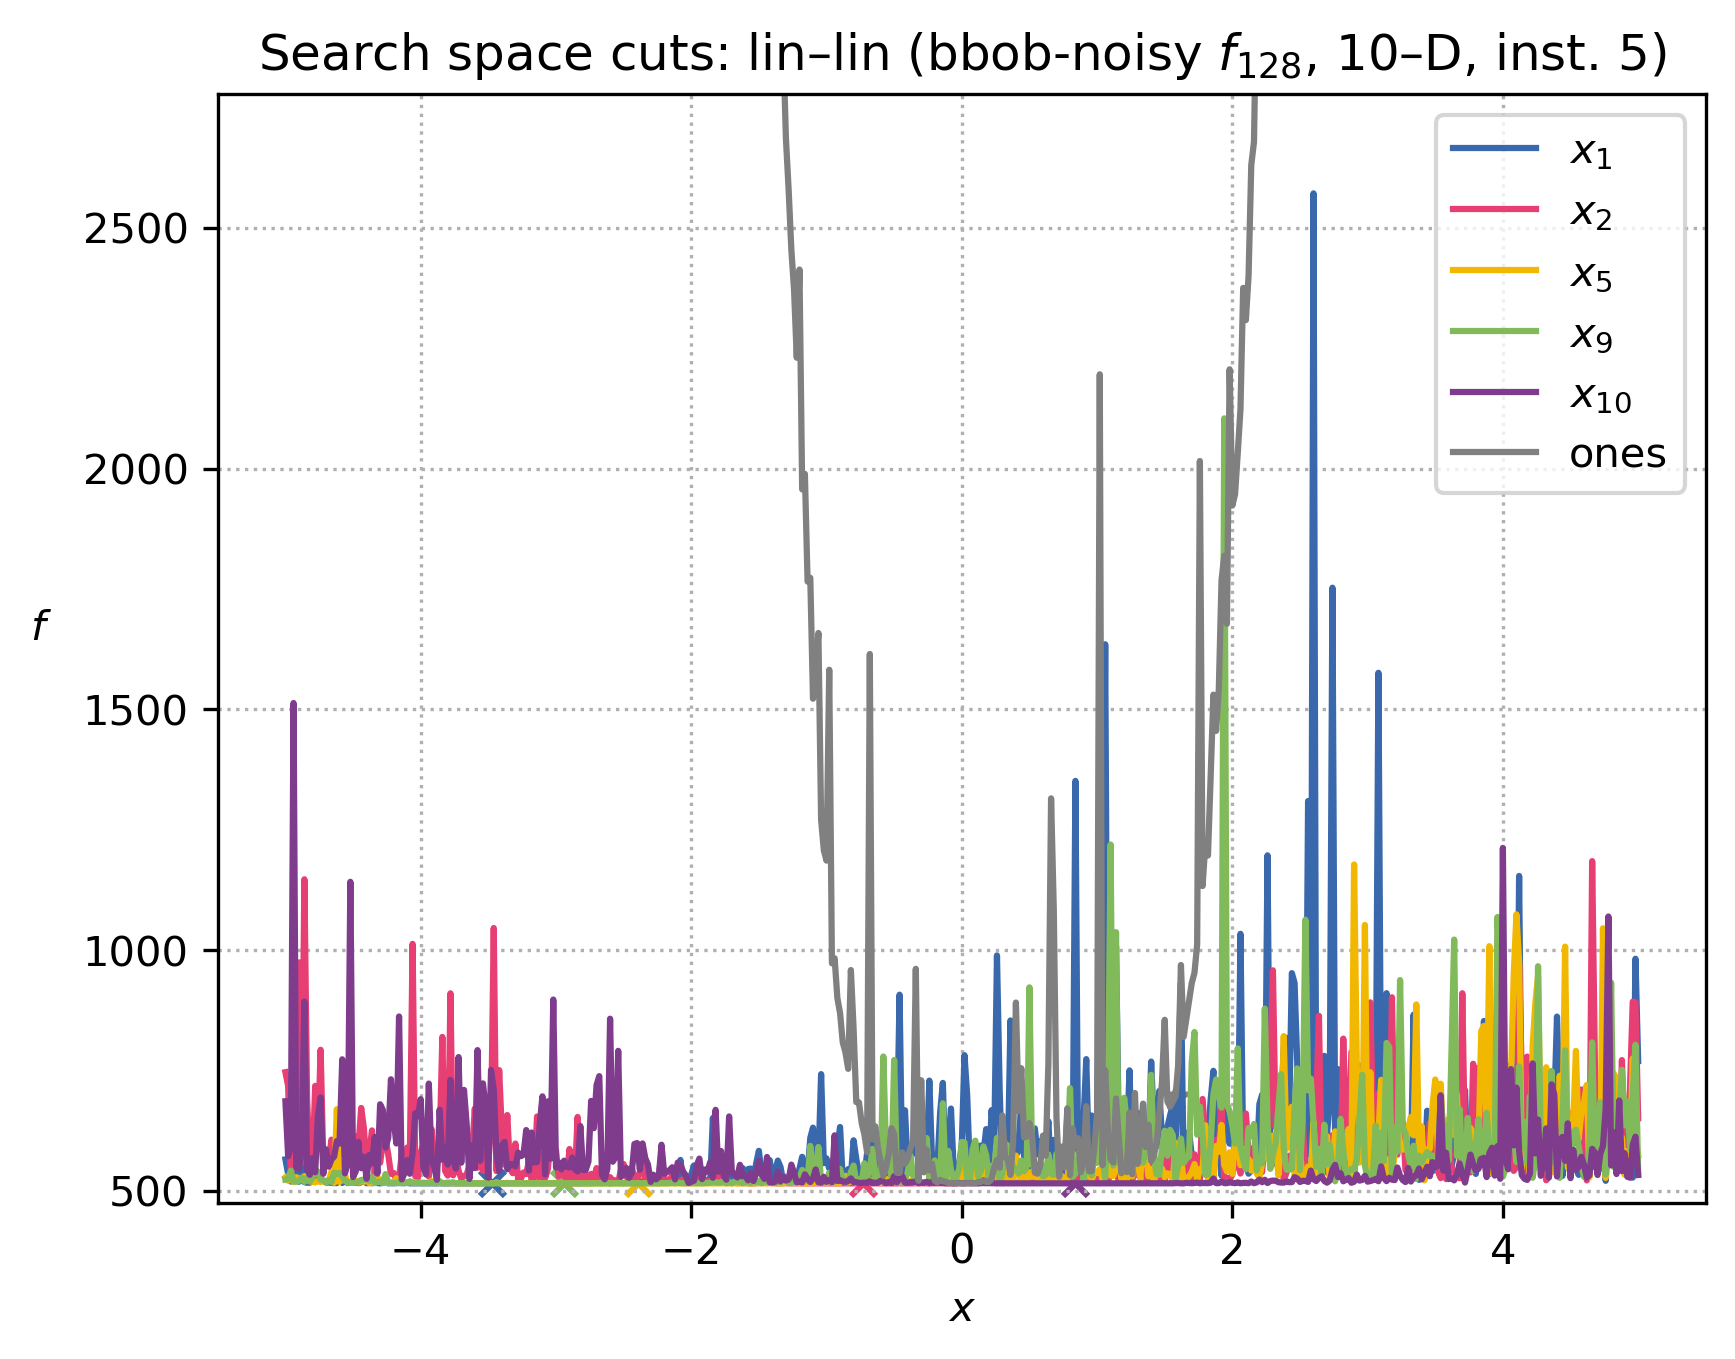 Search space cuts: lin–lin (bbob-noisy f₁₂₈, 10–D, inst. 5)
x₁
x₂
x₅
x₉
x₁₀
ones
2500
2000
1500
1000
500
f
−4
−2
0
2
4
x